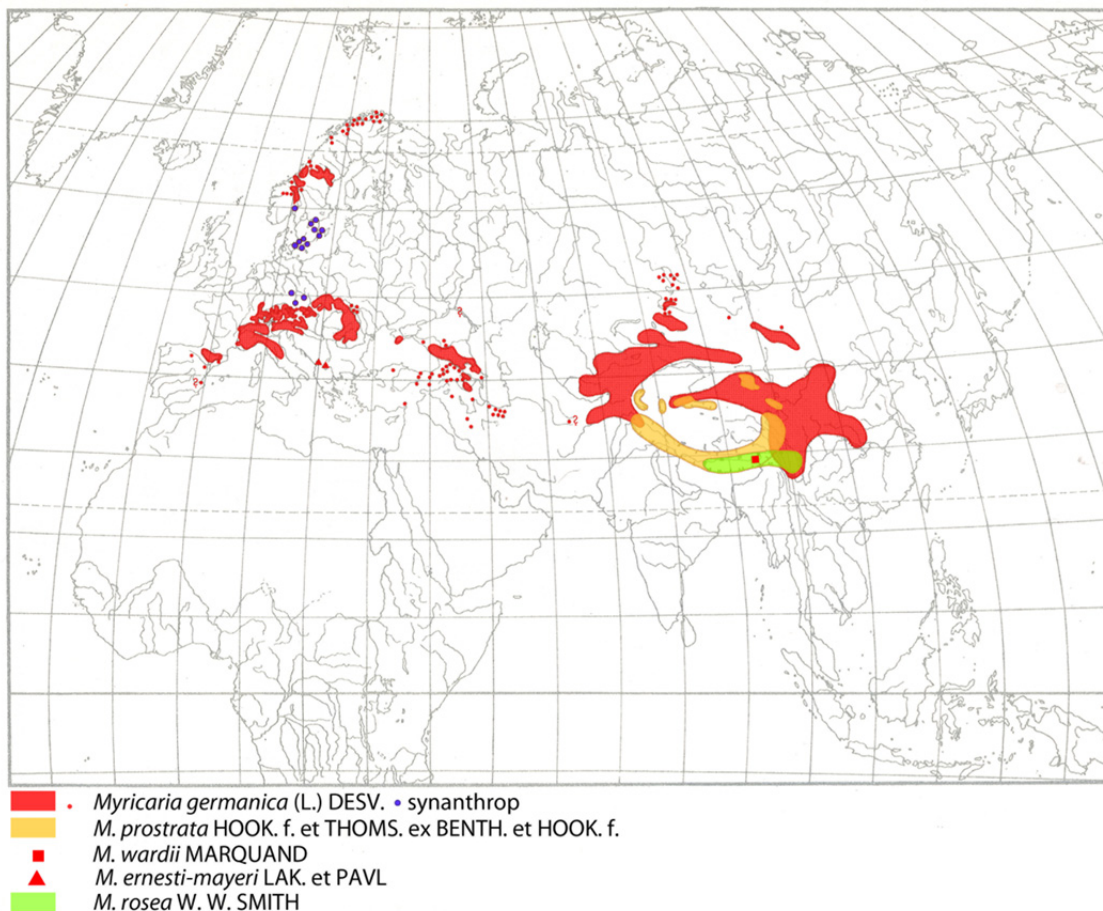 ?
?
?
Myricaria germanica (L.) DESV. • synanthrop
M. prostrata HOOK. f. et THOMS. ex BENTH. et HOOK. f.
M. wardii MARQUAND
M. ernesti-mayeri LAK. et PAVL
M. rosea W. W. SMITH